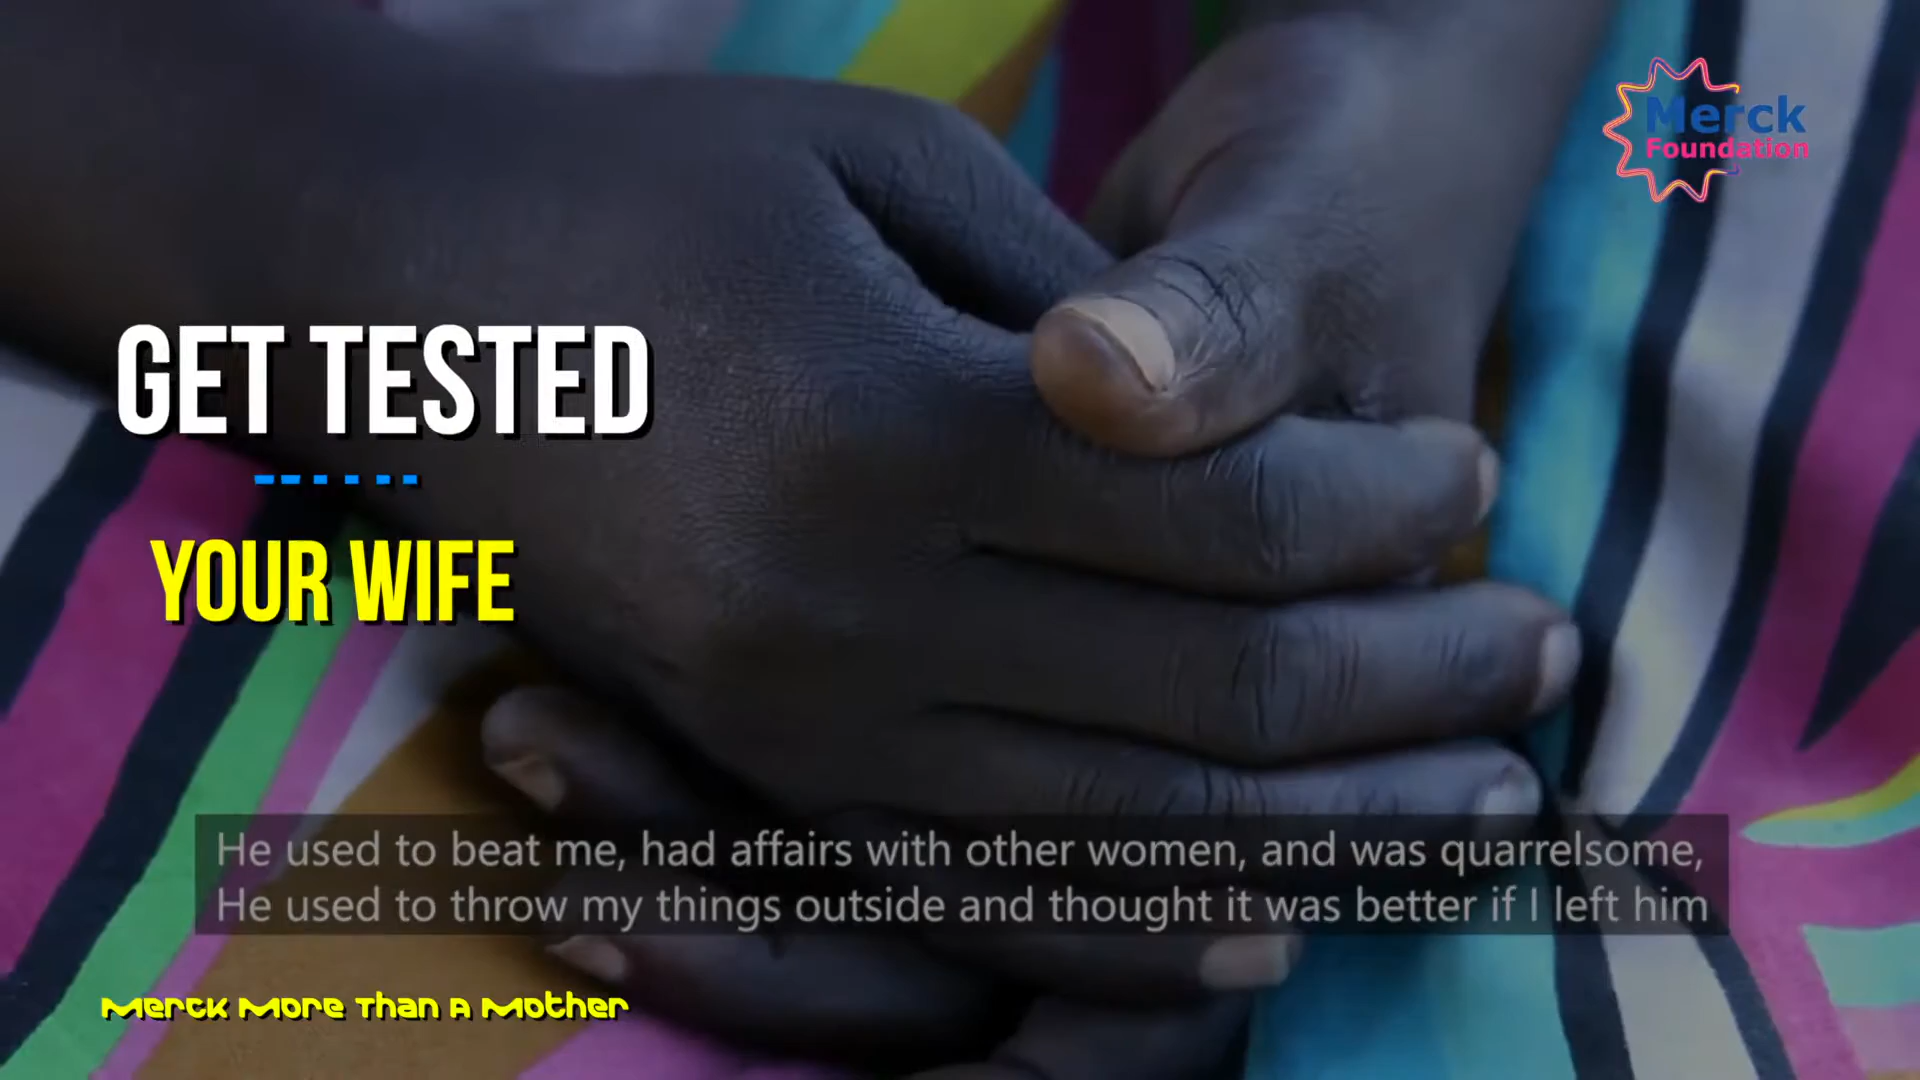 Merck
Foundation
GET TESTED
YOUR WIFE
He used to beat me, had affairs with other women, and was quarrelsome,
He used to throw my things outside and thought it was better if I left him
Merck More Than A Mother